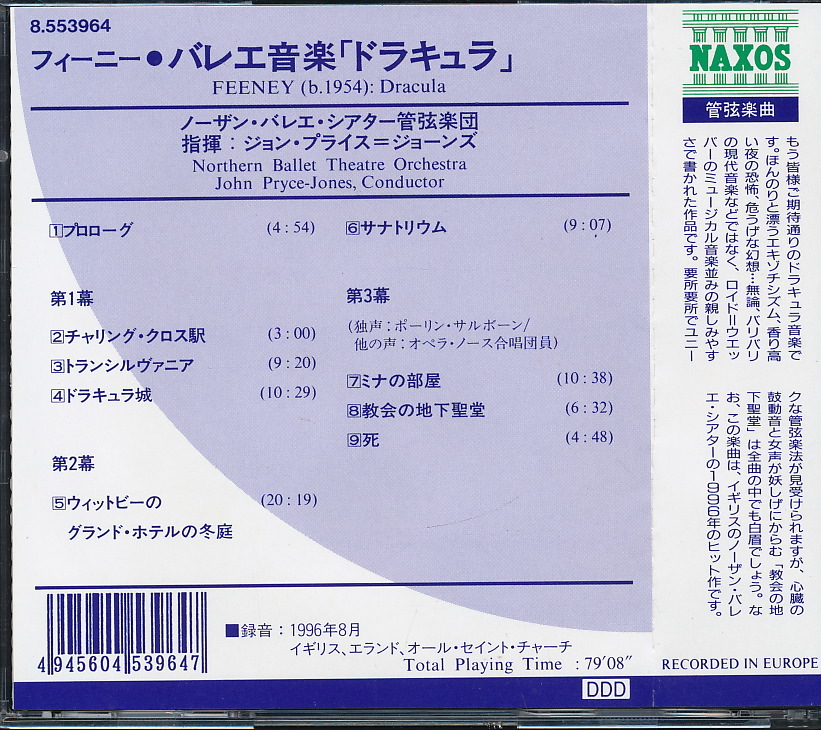 8.553964
フィーニー●バレエ音楽「ドラキュラ」
FEENEY (b.1954): Dracula
ノーザン・バレエ・シアター管弦楽団
指揮：ジョン・プライス＝ジョーンズ
Northern Ballet Theatre Orchestra
John Pryce-Jones, Conductor
1プロローグ (4:54)
第1幕
2チャリング・クロス駅 (3:00)
3トランシルヴァニア (9:20)
4ドラキュラ城 (10:29)
第2幕
5ウィットビーの (20:19)
グランド・ホテルの冬庭
6サナトリウム (9:07)
第3幕
(独声：ポーリン・サルボーン/
他の声：オペラ・ノース合唱団員)
7ミナの部屋 (10:38)
8教会の地下聖堂 (6:32)
9死 (4:48)
4 945604 539647
■録音：1996年8月
イギリス、エランド、オール・セイント・チャーチ
Total Playing Time :79'08"
DDD
NAXOS
管弦楽曲
もう皆様ご期待通りのドラキュラ音楽で
す。ほんのりと漂うエキゾチシズム、香り高
い夜の恐怖、危うげな幻想…無論、バリバリ
の現代音楽などではなく、ロイド＝ウエッ
バーのミュージカル音楽並みの親しみやす
さで書かれた作品です。要所要所でユニー
クな管弦楽法が見受けられますが、心臓の
鼓動音と女声が妖しげにからむ「教会の地
下聖堂」は全曲の中でも白眉でしょう。な
お、この楽曲は、イギリスのノーザン・バレ
エ・シアターの1996年のヒット作です。
RECORDED IN EUROPE